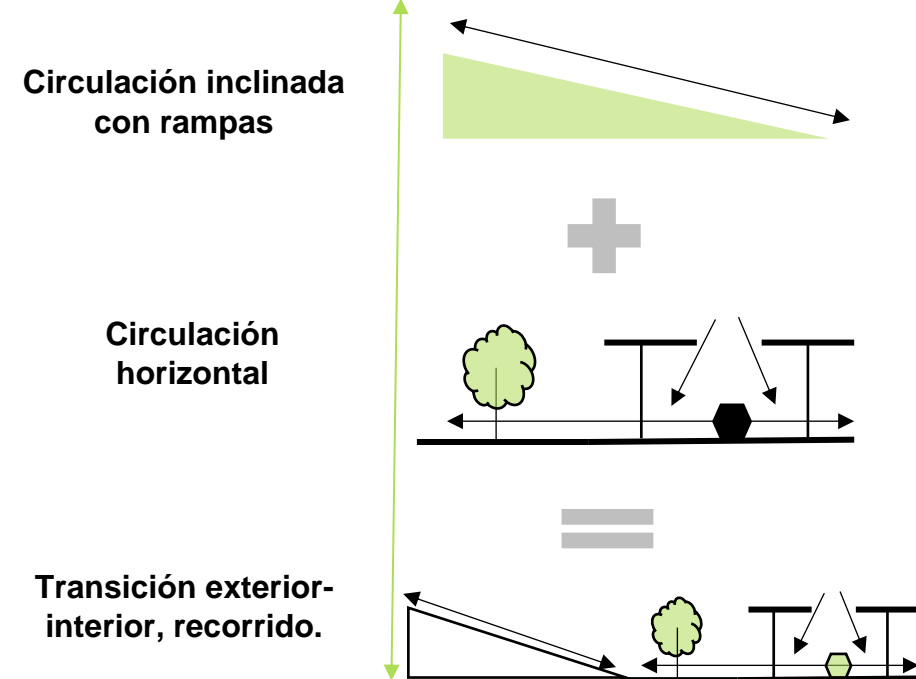 Circulación inclinada
con rampas
Circulación
horizontal
Transición exterior-
interior, recorrido.